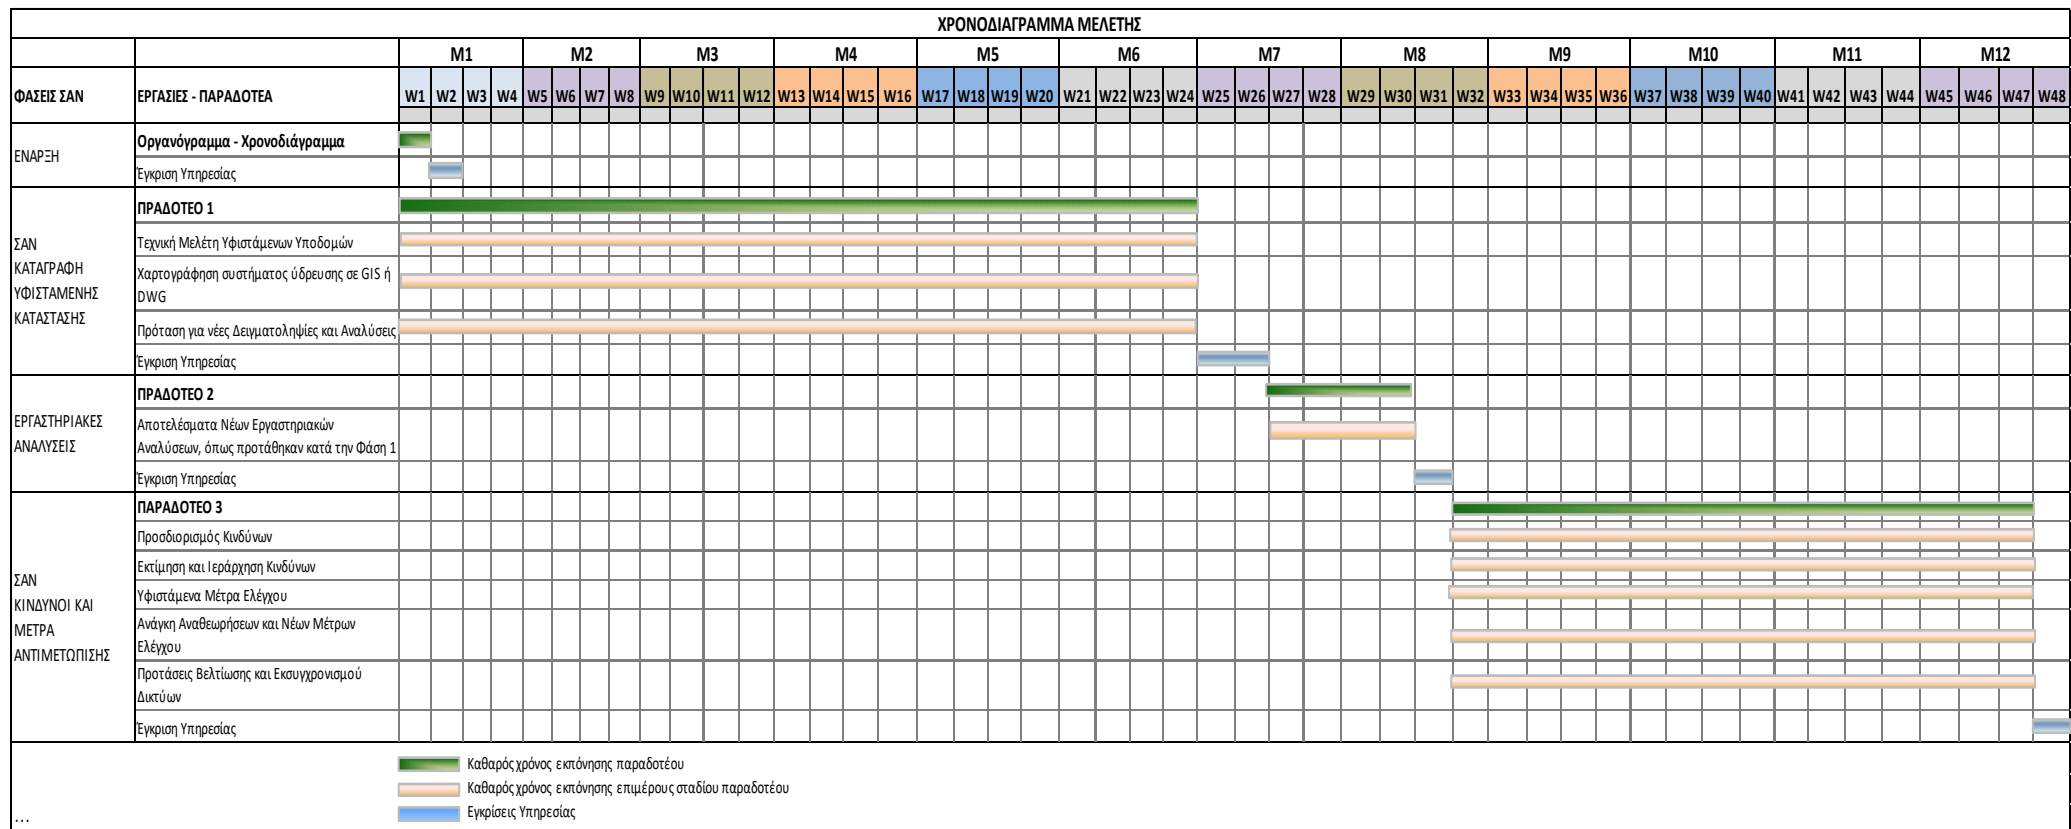 ΧΡΟΝΟΔΙΑΓΡΑΜΜΑ ΜΕΛΕΤΗΣ
M1 M2 M3 M4 M5 M6 M7 M8 M9 M10 M11 M12
ΦΑΣΕΙΣ ΣΑΝ ΕΡΓΑΣΙΕΣ - ΠΑΡΑΔΟΤΕΑ W1 W2 W3 W4 W5 W6 W7 W8 W9 W10 W11 W12 W13 W14 W15 W16 W17 W18 W19 W20 W21 W22 W23 W24 W25 W26 W27 W28 W29 W30 W31 W32 W33 W34 W35 W36 W37 W38 W39 W40 W41 W42 W43 W44 W45 W46 W47 W48
ΕΝΑΡΞΗ
Οργανόγραμμα - Χρονοδιάγραμμα
Έγκριση Υπηρεσίας
ΣΑΝ
ΚΑΤΑΓΡΑΦΗ
ΥΦΙΣΤΑΜΕΝΗΣ
ΚΑΤΑΣΤΑΣΗΣ
ΠΡΑΔΟΤΕΟ 1
Τεχνική Μελέτη Υφιστάμενων Υποδομών
Χαρτογράφηση συστήματος ύδρευσης σε GIS ή
DWG
Πρόταση για νέες Δειγματοληψίες και Αναλύσεις
Έγκριση Υπηρεσίας
ΕΡΓΑΣΤΗΡΙΑΚΕΣ
ΑΝΑΛΥΣΕΙΣ
ΠΡΑΔΟΤΕΟ 2
Αποτελέσματα Νέων Εργαστηριακών
Αναλύσεων, όπως προτάθηκαν κατά την Φάση 1
Έγκριση Υπηρεσίας
ΣΑΝ
ΚΙΝΔΥΝΟΙ ΚΑΙ
ΜΕΤΡΑ
ΑΝΤΙΜΕΤΩΠΙΣΗΣ
ΠΑΡΑΔΟΤΕΟ 3
Προσδιορισμός Κινδύνων
Εκτίμηση και Ιεράρχηση Κινδύνων
Υφιστάμενα Μέτρα Ελέγχου
Ανάγκη Αναθεωρήσεων και Νέων Μέτρων
Ελέγχου
Προτάσεις Βελτίωσης και Εκσυγχρονισμού
Δικτύων
Έγκριση Υπηρεσίας
Καθαρός χρόνος εκπόνησης παραδοτέου
Καθαρός χρόνος εκπόνησης επιμέρους σταδίου παραδοτέου
Εγκρίσεις Υπηρεσίας
...